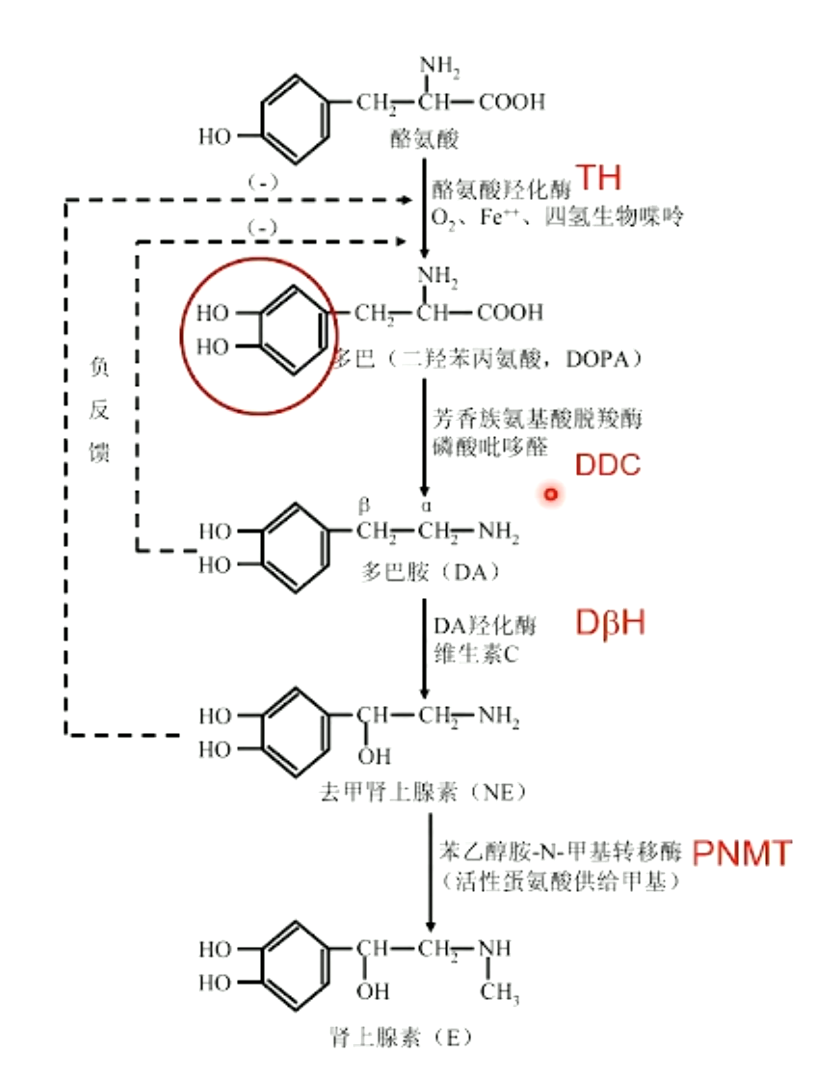 NH₂
CH₂—CH—COOH
HO
酪氨酸
(-)
酪氨酸羟化酶 TH
O₂、Fe⁺⁺、四氢生物喋呤
(-)
NH₂
HO CH₂—CH—COOH
HO
多巴（二羟苯丙氨酸，DOPA）
负
反
馈
芳香族氨基酸脱羧酶
磷酸吡哆醛
DDC
β α
HO CH₂—CH₂—NH₂
HO
多巴胺（DA）
DA羟化酶 DβH
维生素C
HO CH—CH₂—NH₂
HO
OH
去甲肾上腺素（NE）
苯乙醇胺-N-甲基转移酶 PNMT
（活性蛋氨酸供给甲基）
HO CH—CH₂—NH
HO
OH CH₃
肾上腺素（E）